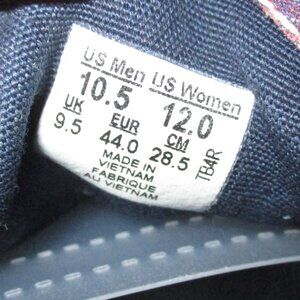 US Men US Women
10.5 12.0
UK EUR CM
9.5 44.0 28.5
MADE IN
VIETNAM
FABRIQUE
AU VIETNAM
TB4R